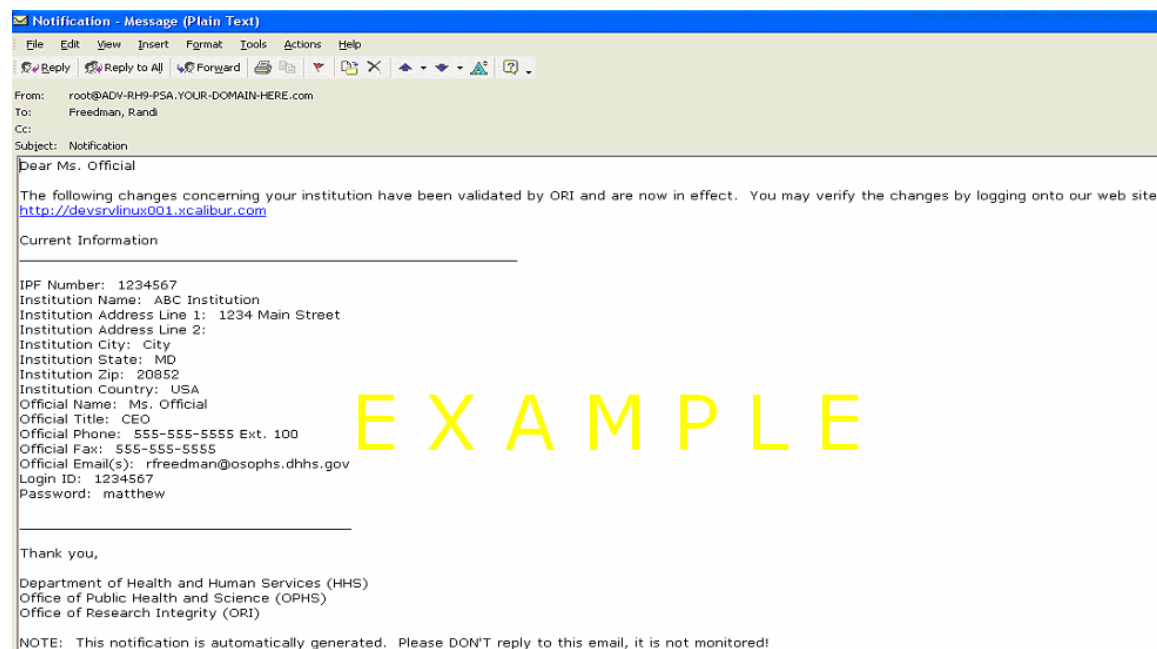 Notification - Message (Plain Text)
File Edit View Insert Format Tools Actions Help
Reply Reply to All Forward
From: root@ADV-RH9-PSA.YOUR-DOMAIN-HERE.com
To: Freedman, Randi
Cc:
Subject: Notification
Dear Ms. Official
The following changes concerning your institution have been validated by ORI and are now in effect. You may verify the changes by logging onto our web site
http://devsrvlinux001.xcalibur.com
Current Information
IPF Number: 1234567
Institution Name: ABC Institution
Institution Address Line 1: 1234 Main Street
Institution Address Line 2:
Institution City: City
Institution State: MD
Institution Zip: 20852
Institution Country: USA
Official Name: Ms. Official
Official Title: CEO
Official Phone: 555-555-5555 Ext. 100
Official Fax: 555-555-5555
Official Email(s): rfreedman@osophs.dhhs.gov
Login ID: 1234567
Password: matthew
E X A M P L E
Thank you,
Department of Health and Human Services (HHS)
Office of Public Health and Science (OPHS)
Office of Research Integrity (ORI)
NOTE: This notification is automatically generated. Please DON'T reply to this email, it is not monitored!